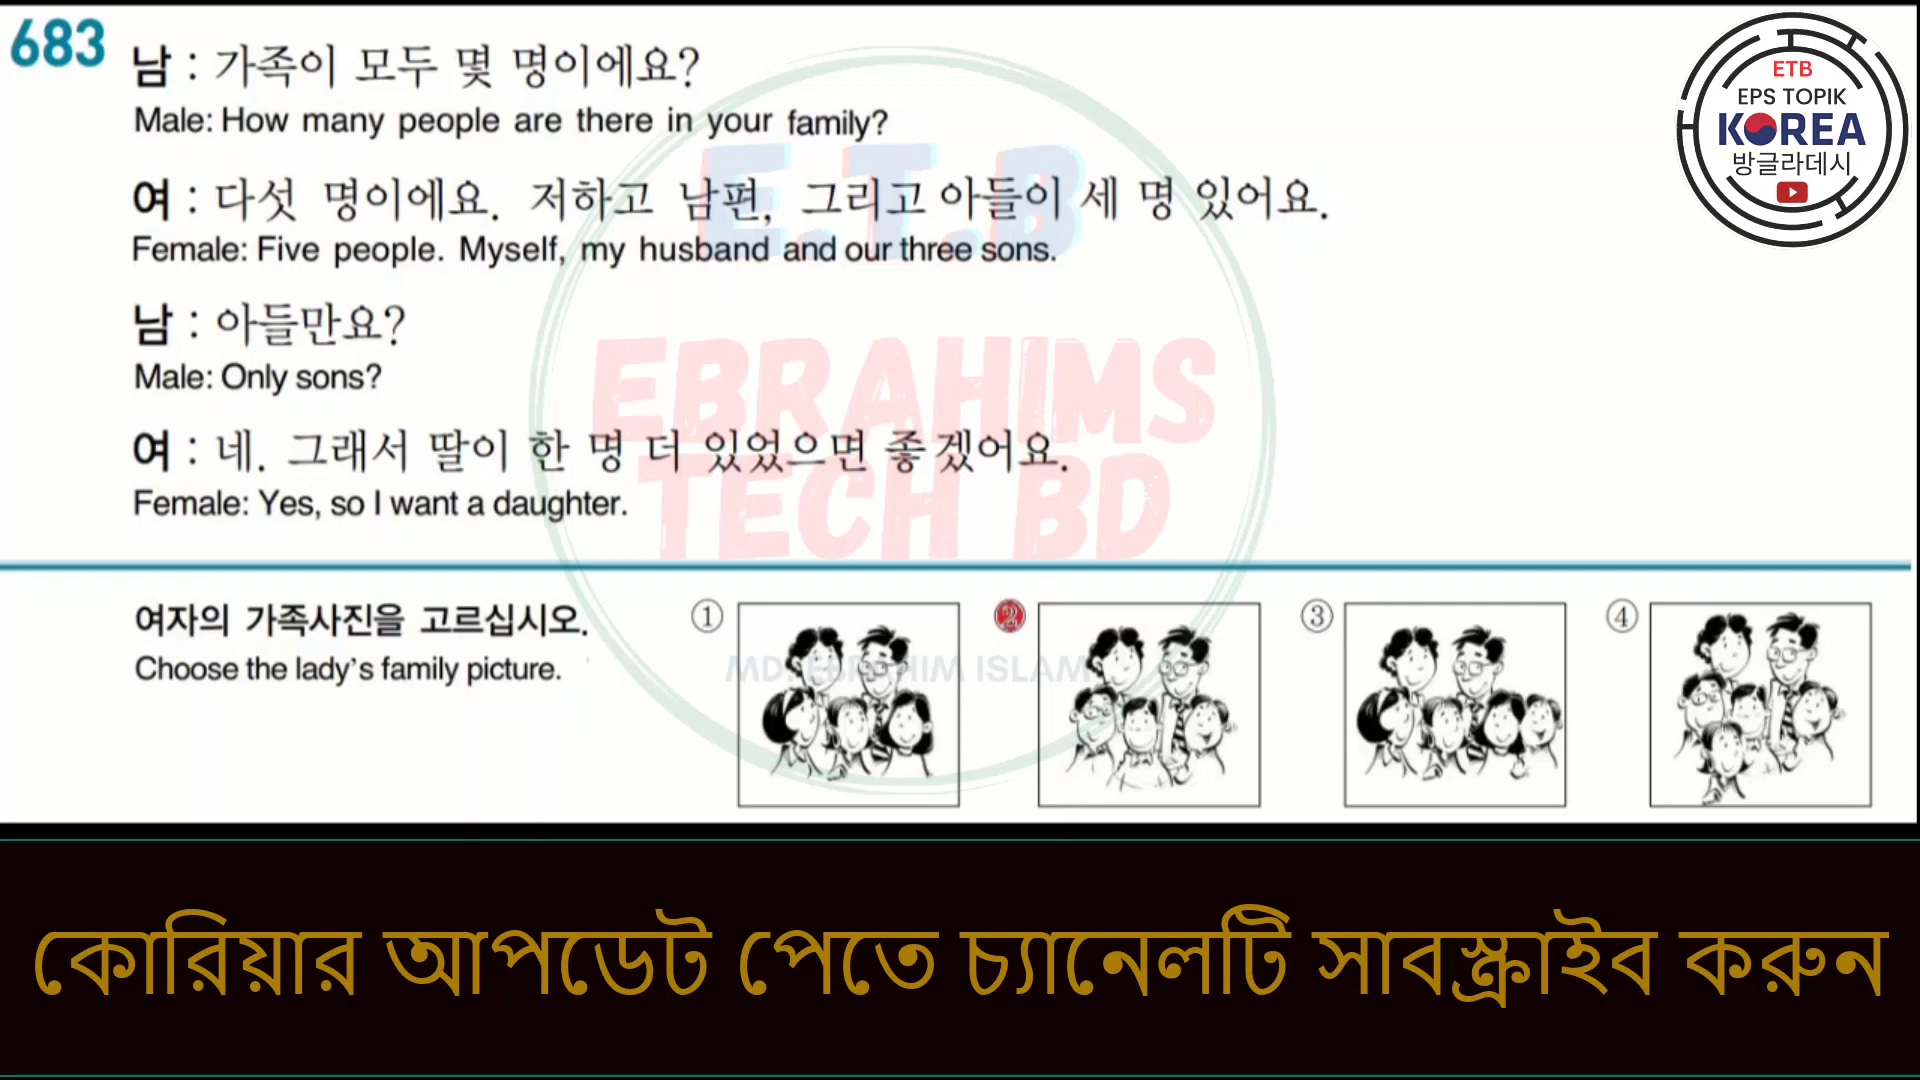 683
남 : 가족이 모두 몇 명이에요?
Male: How many people are there in your family?
여 : 다섯 명이에요. 저하고 남편, 그리고 아들이 세 명 있어요.
Female: Five people. Myself, my husband and our three sons.
남 : 아들만요?
Male: Only sons?
여 : 네. 그래서 딸이 한 명 더 있었으면 좋겠어요.
Female: Yes, so I want a daughter.
ETB
EPS TOPIK
KOREA
방글라데시
E.T.B
EBRAHIMS
TECH BD
MD. EBRAHIM ISLAM
여자의 가족사진을 고르십시오.
Choose the lady's family picture.
① ② ③ ④
কোরিয়ার আপডেট পেতে চ্যানেলটি সাবস্ক্রাইব করুন